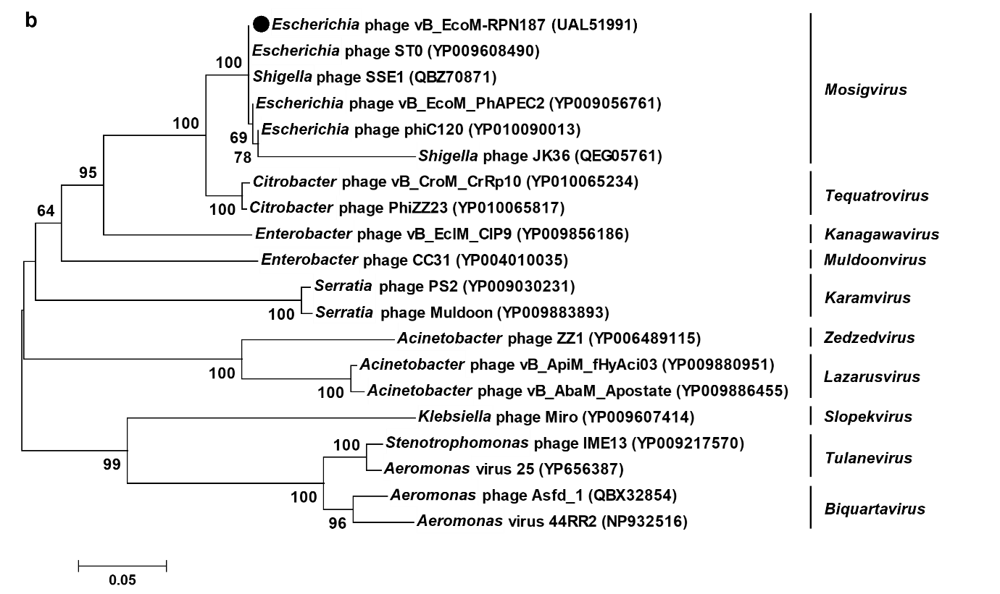 b
Escherichia phage vB_EcoM-RPN187 (UAL51991)
Escherichia phage ST0 (YP009608490)
100
Shigella phage SSE1 (QBZ70871)
Mosigvirus
Escherichia phage vB_EcoM_PhAPEC2 (YP009056761)
100
Escherichia phage phiC120 (YP010090013)
69
78
Shigella phage JK36 (QEG05761)
95
Citrobacter phage vB_CroM_CrRp10 (YP010065234)
Tequatrovirus
64
100
Citrobacter phage PhiZZ23 (YP010065817)
Enterobacter phage vB_EclM_CIP9 (YP009856186)
Kanagawavirus
Enterobacter phage CC31 (YP004010035)
Muldoonvirus
Serratia phage PS2 (YP009030231)
Karamvirus
100
Serratia phage Muldoon (YP009883893)
Acinetobacter phage ZZ1 (YP006489115)
Zedzedvirus
Acinetobacter phage vB_ApiM_fHyAci03 (YP009880951)
100
Lazarusvirus
100
Acinetobacter phage vB_AbaM_Apostate (YP009886455)
Klebsiella phage Miro (YP009607414)
Slopekvirus
100
Stenotrophomonas phage IME13 (YP009217570)
Tulanevirus
99
Aeromonas virus 25 (YP656387)
100
Aeromonas phage Asfd_1 (QBX32854)
Biquartavirus
96
Aeromonas virus 44RR2 (NP932516)
0.05